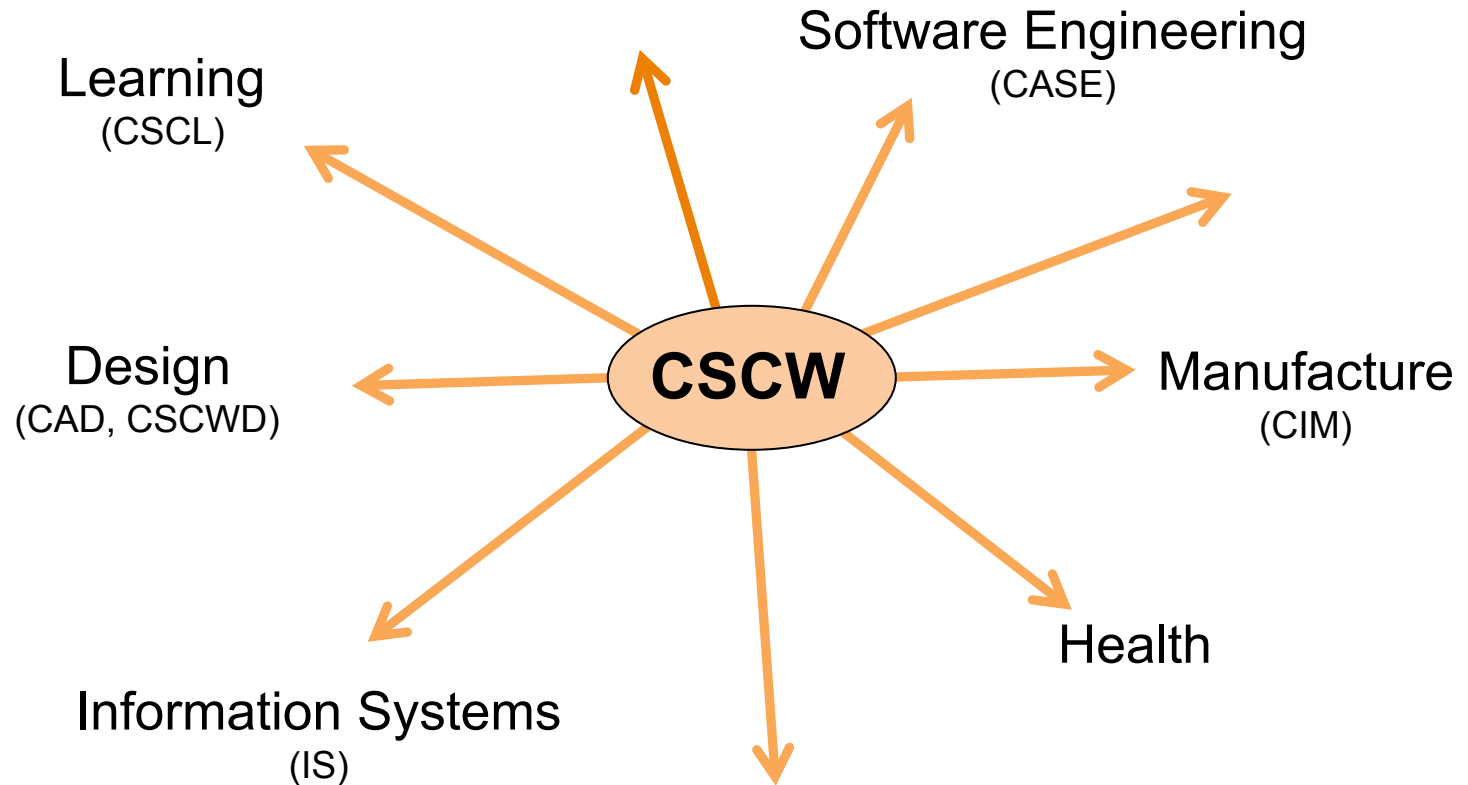 Software Engineering
(CASE)
Learning
(CSCL)
CSCW
Design
(CAD, CSCWD)
Manufacture
(CIM)
Health
Information Systems
(IS)